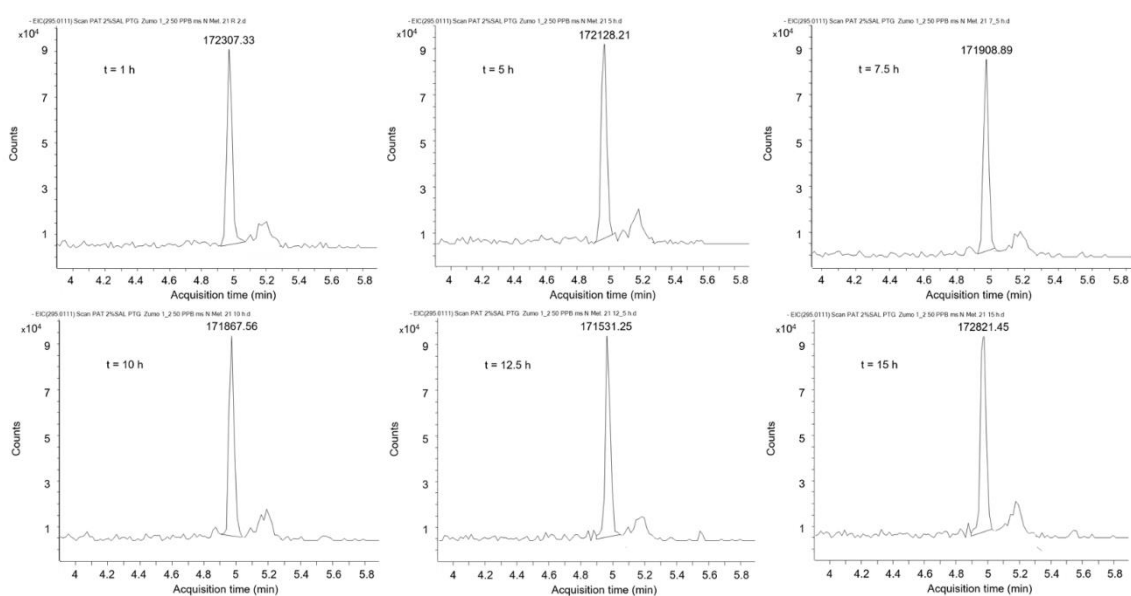 - EIC(295.0111) Scan PAT 2%SAL PTG Zumo 1_2 50 PPB ms N Met. 21 R 2.d
x10⁴
172307.33
t = 1 h
9
7
5
3
1
Counts
4 4.2 4.4 4.6 4.8 5 5.2 5.4 5.6 5.8
Acquisition time (min)
- EIC(295.0111) Scan PAT 2%SAL PTG Zumo 1_2 50 PPB ms N Met. 21 5 h.d
x10⁴
172128.21
t = 5 h
9
7
5
3
1
Counts
4 4.2 4.4 4.6 4.8 5 5.2 5.4 5.6 5.8
Acquisition time (min)
- EIC(295.0111) Scan PAT 2%SAL PTG Zumo 1_2 50 PPB ms N Met. 21 7_5 h.d
x10⁴
171908.89
t = 7.5 h
9
7
5
3
1
Counts
4 4.2 4.4 4.6 4.8 5 5.2 5.4 5.6 5.8
Acquisition time (min)
- EIC(295.0111) Scan PAT 2%SAL PTG Zumo 1_2 50 PPB ms N Met. 21 10 h.d
x10⁴
171867.56
t = 10 h
9
7
5
3
1
Counts
4 4.2 4.4 4.6 4.8 5 5.2 5.4 5.6 5.8
Acquisition time (min)
- EIC(295.0111) Scan PAT 2%SAL PTG Zumo 1_2 50 PPB ms N Met. 21 12_5 h.d
x10⁴
171531.25
t = 12.5 h
9
7
5
3
1
Counts
4 4.2 4.4 4.6 4.8 5 5.2 5.4 5.6 5.8
Acquisition time (min)
- EIC(295.0111) Scan PAT 2%SAL PTG Zumo 1_2 50 PPB ms N Met. 21 15 h.d
x10⁴
172821.45
t = 15 h
9
7
5
3
1
Counts
4 4.2 4.4 4.6 4.8 5 5.2 5.4 5.6 5.8
Acquisition time (min)